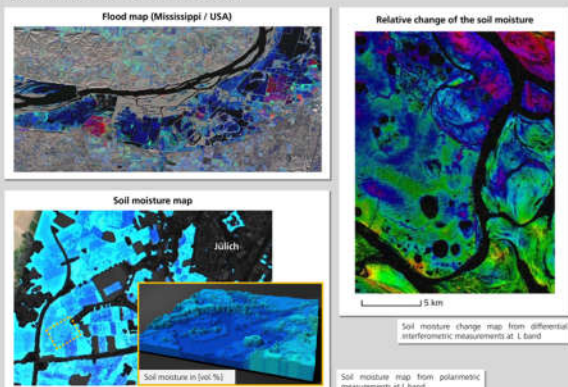 Flood map (Mississippi / USA)
Relative change of the soil moisture
5 km
Soil moisture change map from differential
interferometric measurements at L band
Soil moisture map
Jülich
Soil moisture in [vol. %]
Soil moisture map from polarimetric
measurements at L band